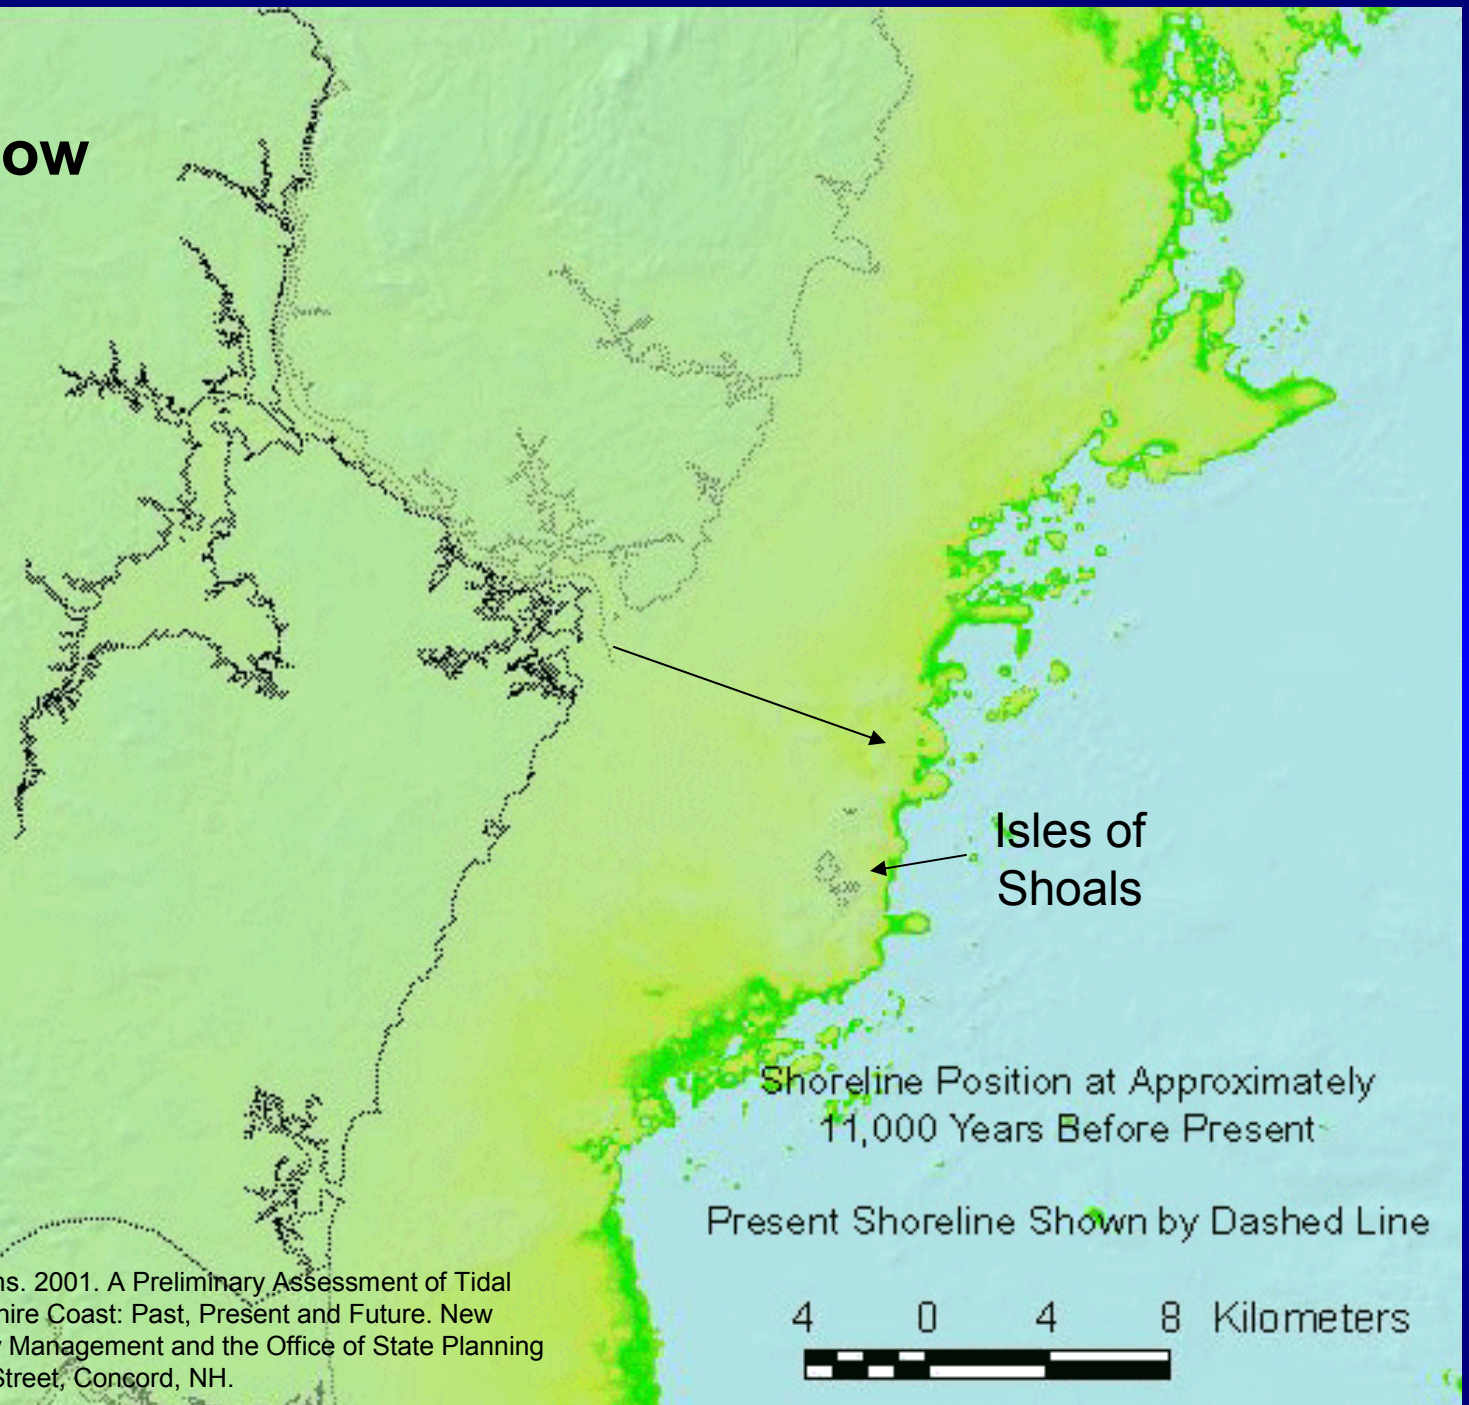 ow
Isles of
Shoals
Shoreline Position at Approximately
11,000 Years Before Present
Present Shoreline Shown by Dashed Line
4 0 4 8 Kilometers
ns. 2001. A Preliminary Assessment of Tidal
hire Coast: Past, Present and Future. New
y Management and the Office of State Planning
Street, Concord, NH.